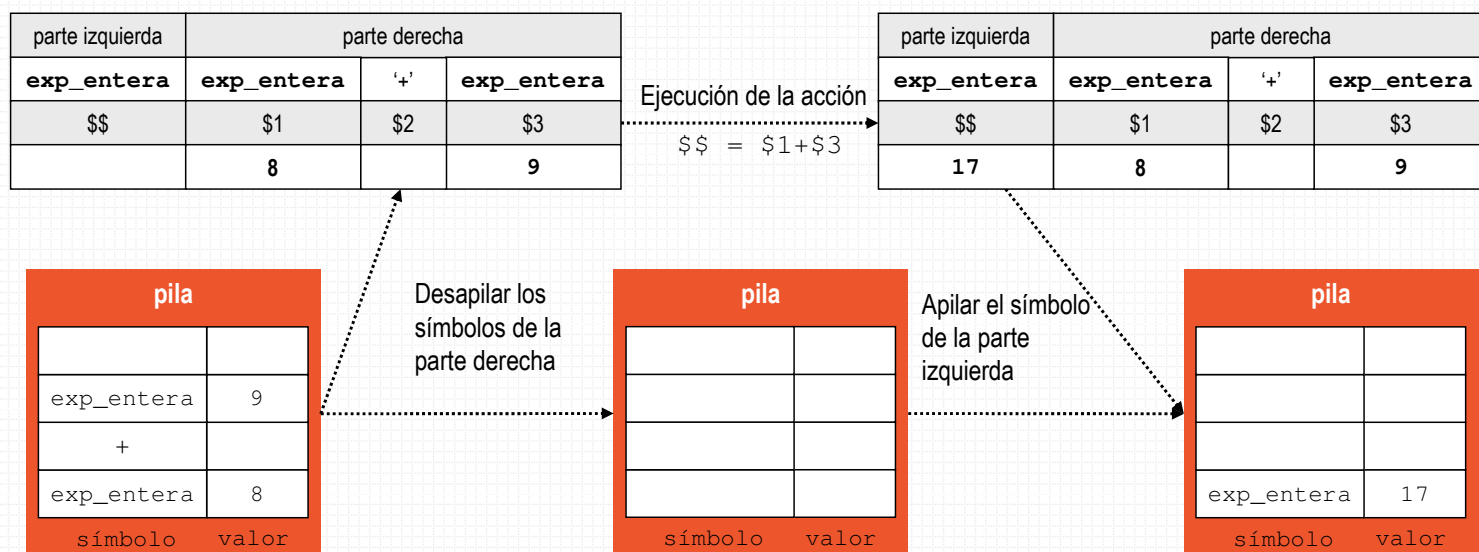 parte izquierda parte derecha
exp_entera exp_entera ‘+’ exp_entera
$$ $1 $2 $3
8 9
Ejecución de la acción
$$ = $1+$3
parte izquierda parte derecha
exp_entera exp_entera ‘+’ exp_entera
$$ $1 $2 $3
17 8 9
pila
exp_entera 9
+
exp_entera 8
símbolo valor
Desapilar los
símbolos de la
parte derecha
pila
símbolo valor
Apilar el símbolo
de la parte
izquierda
pila
exp_entera 17
símbolo valor